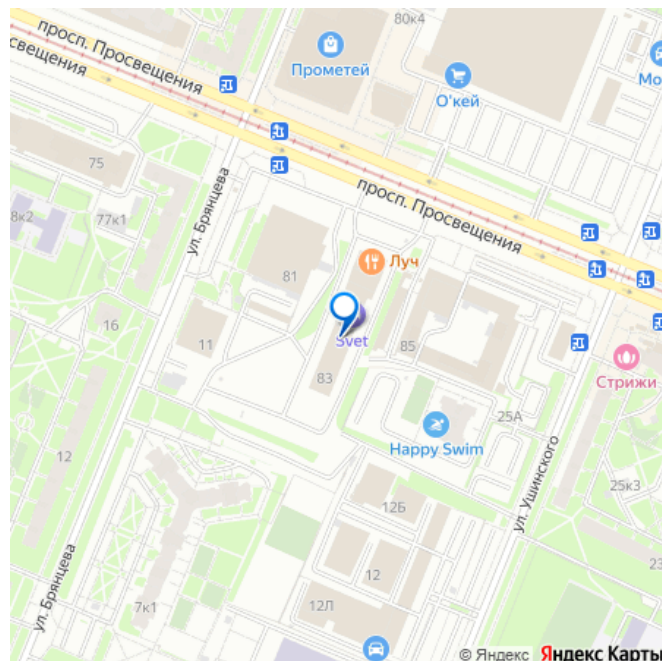 80к4
просп. Просвещения
Прометей
Мо
О'кей
Просвещения
75
просп. Просвещения
8к2
77к1
ул. Брянцева
Луч
81
16
11
Svet
85
Стрижи
83
25А
Happy Swim
12
25к3
12Б
ул. Ушинского
23
12
ул. Брянцева
7к1
12Л
© Яндекс Яндекс Карты